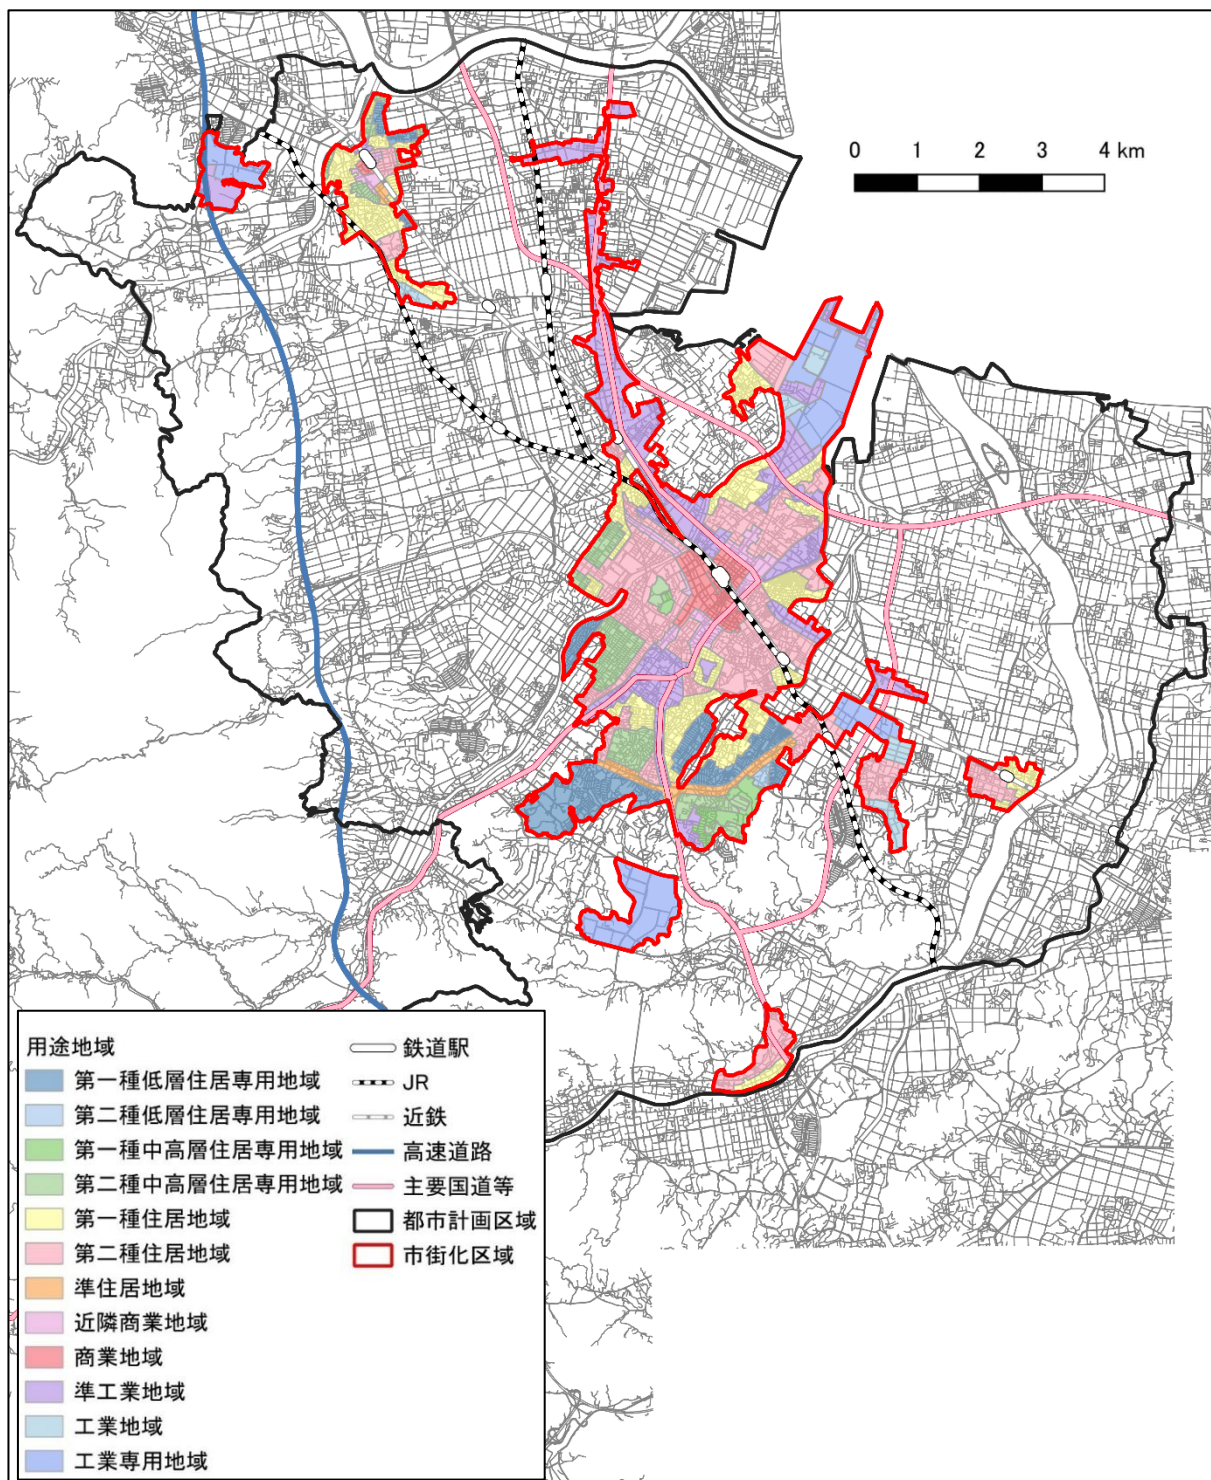 0 1 2 3 4 km
用途地域
第一種低層住居専用地域
第二種低層住居専用地域
第一種中高層住居専用地域
第二種中高層住居専用地域
第一種住居地域
第二種住居地域
準住居地域
近隣商業地域
商業地域
準工業地域
工業地域
工業専用地域
鉄道駅
JR
近鉄
高速道路
主要国道等
都市計画区域
市街化区域